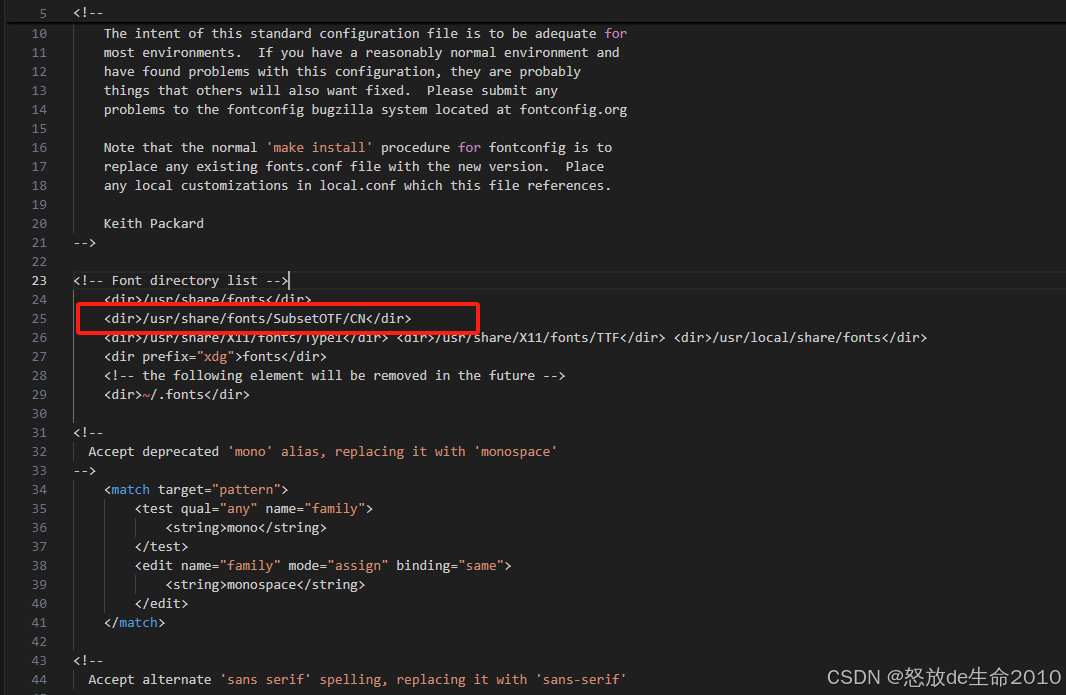 5 <!--
10 The intent of this standard configuration file is to be adequate for
11 most environments.  If you have a reasonably normal environment and
12 have found problems with this configuration, they are probably
13 things that others will also want fixed.  Please submit any
14 problems to the fontconfig bugzilla system located at fontconfig.org
15
16 Note that the normal 'make install' procedure for fontconfig is to
17 replace any existing fonts.conf file with the new version.  Place
18 any local customizations in local.conf which this file references.
19
20 Keith Packard
21 -->
22
23 <!-- Font directory list -->
24 <dir>/usr/share/fonts</dir>
25 <dir>/usr/share/fonts/SubsetOTF/CN</dir>
26 <dir>/usr/share/X11/fonts/Type1</dir> <dir>/usr/share/X11/fonts/TTF</dir> <dir>/usr/local/share/fonts</dir>
27 <dir prefix="xdg">fonts</dir>
28 <!-- the following element will be removed in the future -->
29 <dir>~/.fonts</dir>
30
31 <!--
32 Accept deprecated 'mono' alias, replacing it with 'monospace'
33 -->
34 <match target="pattern">
35 <test qual="any" name="family">
36 <string>mono</string>
37 </test>
38 <edit name="family" mode="assign" binding="same">
39 <string>monospace</string>
40 </edit>
41 </match>
42
43 <!--
44 Accept alternate 'sans serif' spelling, replacing it with 'sans-serif'
CSDN @怒放de生命2010